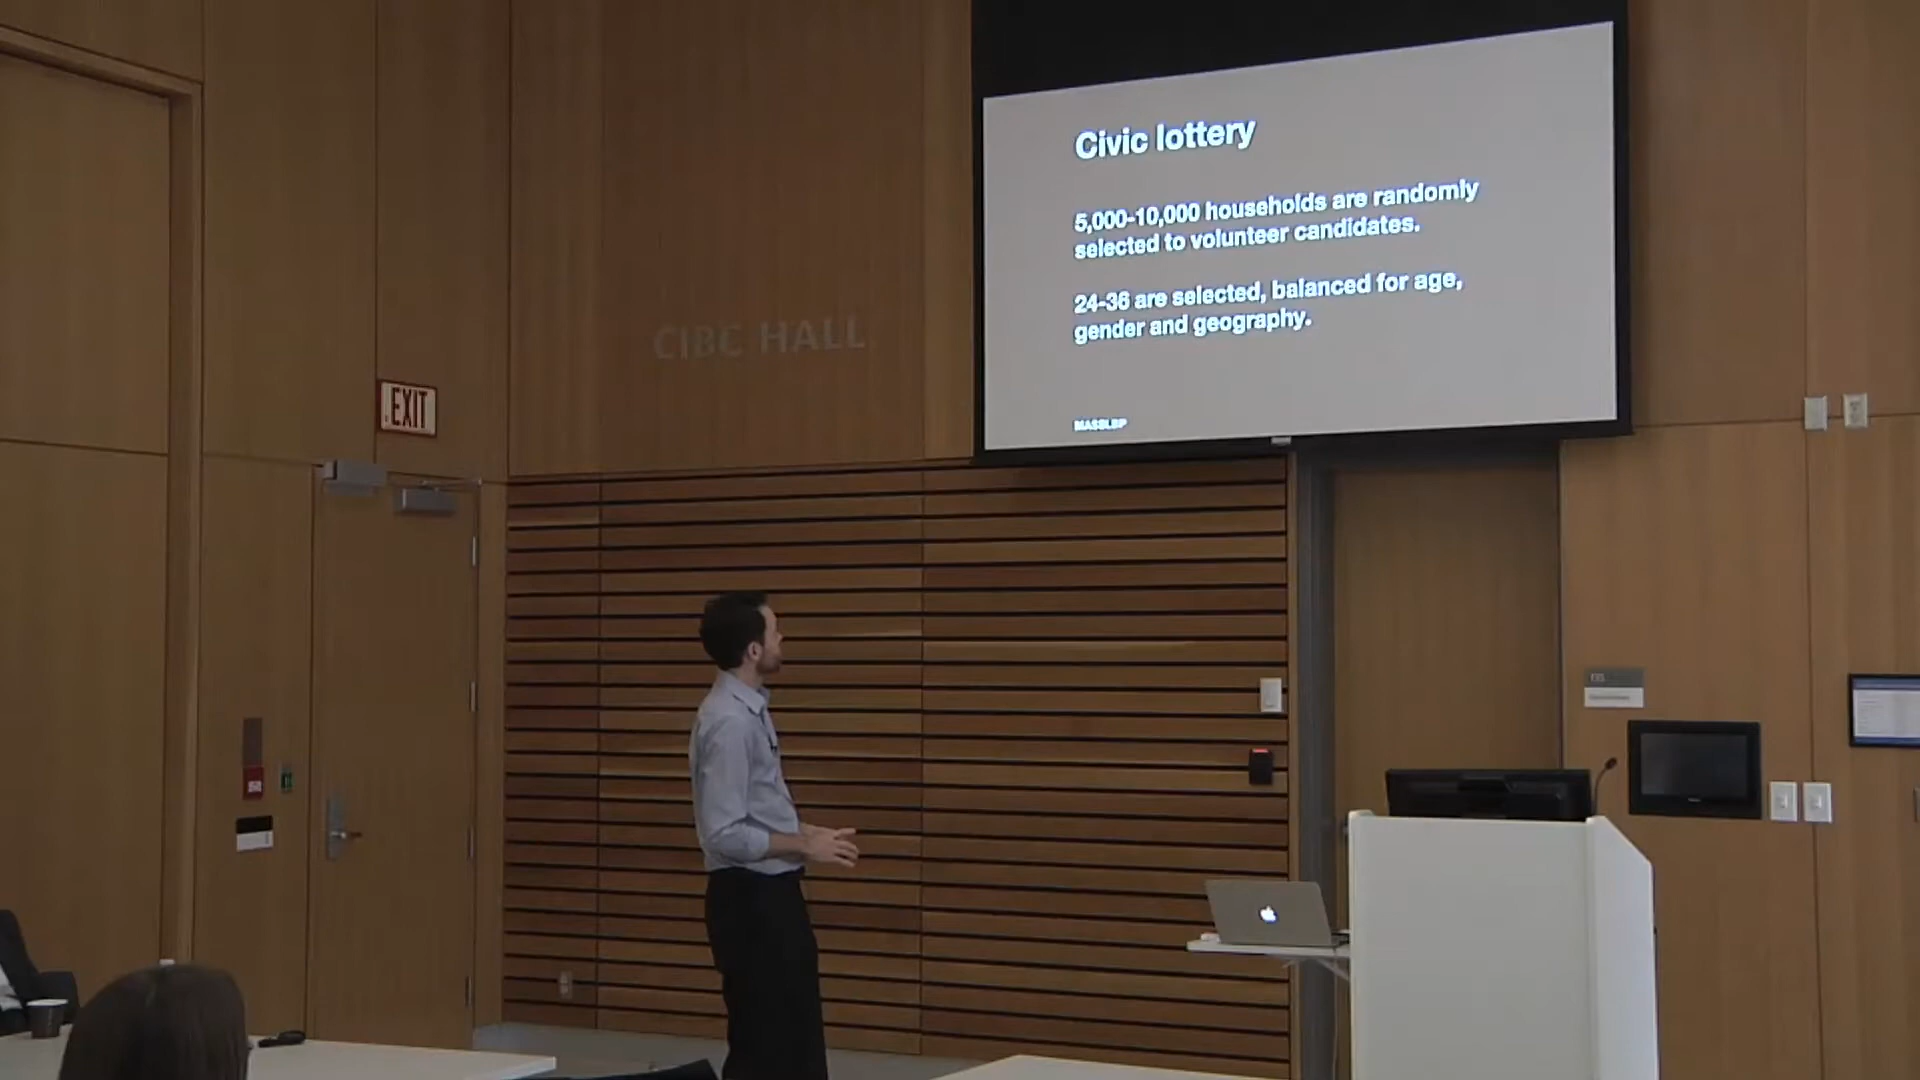 Civic lottery
5,000-10,000 households are randomly
selected to volunteer candidates.
24-36 are selected, balanced for age,
gender and geography.
MASSLBP
CIBC HALL
EXIT